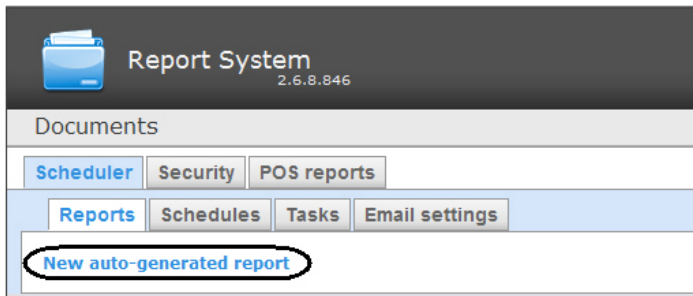 Report System
2.6.8.846
Documents
Scheduler Security POS reports
Reports Schedules Tasks Email settings
New auto-generated report